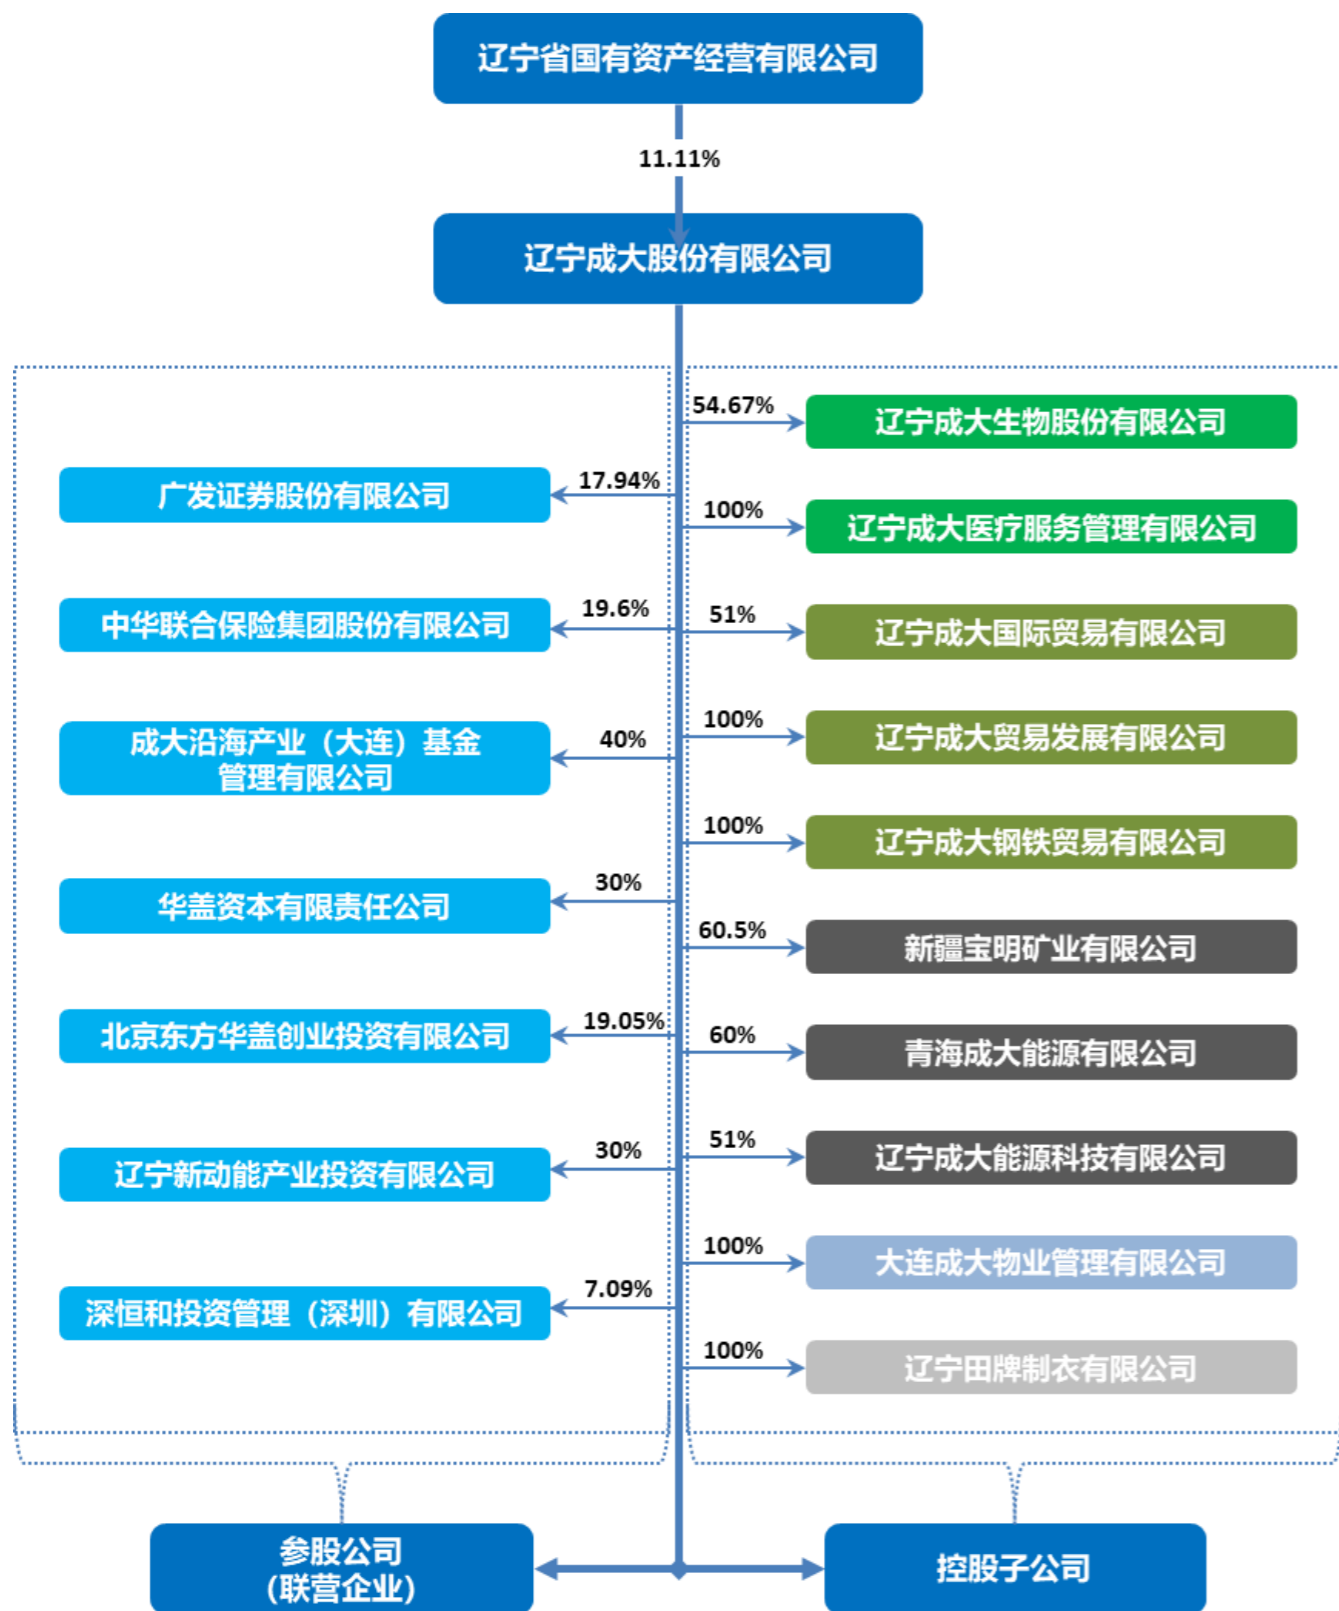 辽宁省国有资产经营有限公司
11.11%
辽宁成大股份有限公司
17.94%
广发证券股份有限公司
19.6%
中华联合保险集团股份有限公司
40%
成大沿海产业（大连）基金
管理有限公司
30%
华盖资本有限责任公司
19.05%
北京东方华盖创业投资有限公司
30%
辽宁新动能产业投资有限公司
7.09%
深恒和投资管理（深圳）有限公司
54.67%
辽宁成大生物股份有限公司
100%
辽宁成大医疗服务管理有限公司
51%
辽宁成大国际贸易有限公司
100%
辽宁成大贸易发展有限公司
100%
辽宁成大钢铁贸易有限公司
60.5%
新疆宝明矿业有限公司
60%
青海成大能源有限公司
51%
辽宁成大能源科技有限公司
100%
大连成大物业管理有限公司
100%
辽宁田牌制衣有限公司
参股公司
（联营企业）
控股子公司